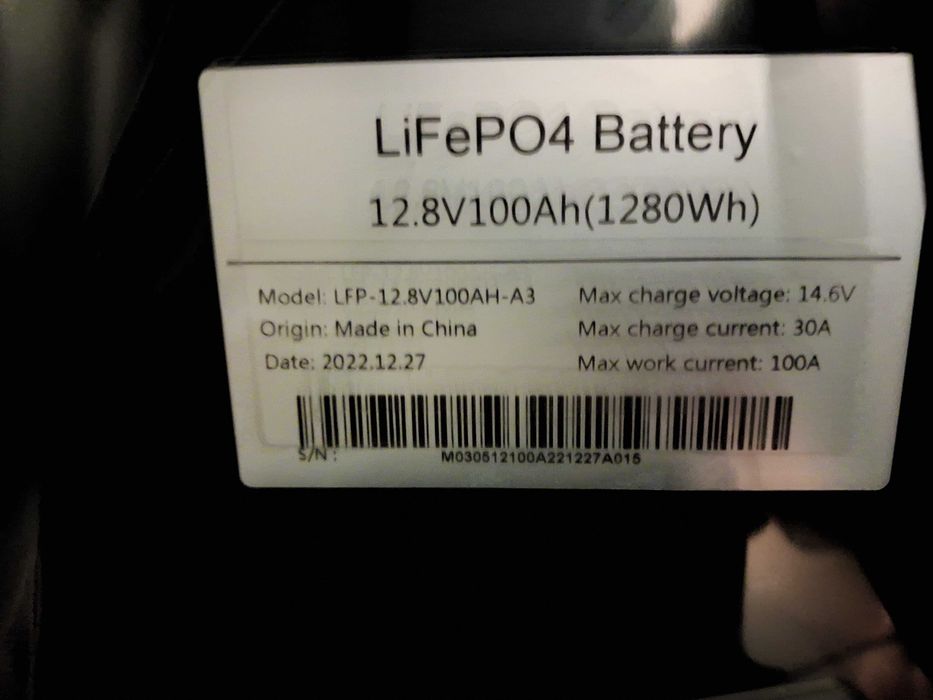 LiFePO4 Battery
12.8V100Ah(1280Wh)
Model: LFP-12.8V100AH-A3
Origin: Made in China
Date: 2022.12.27
Max charge voltage: 14.6V
Max charge current: 30A
Max work current: 100A
S/N : M030512100A221227A015